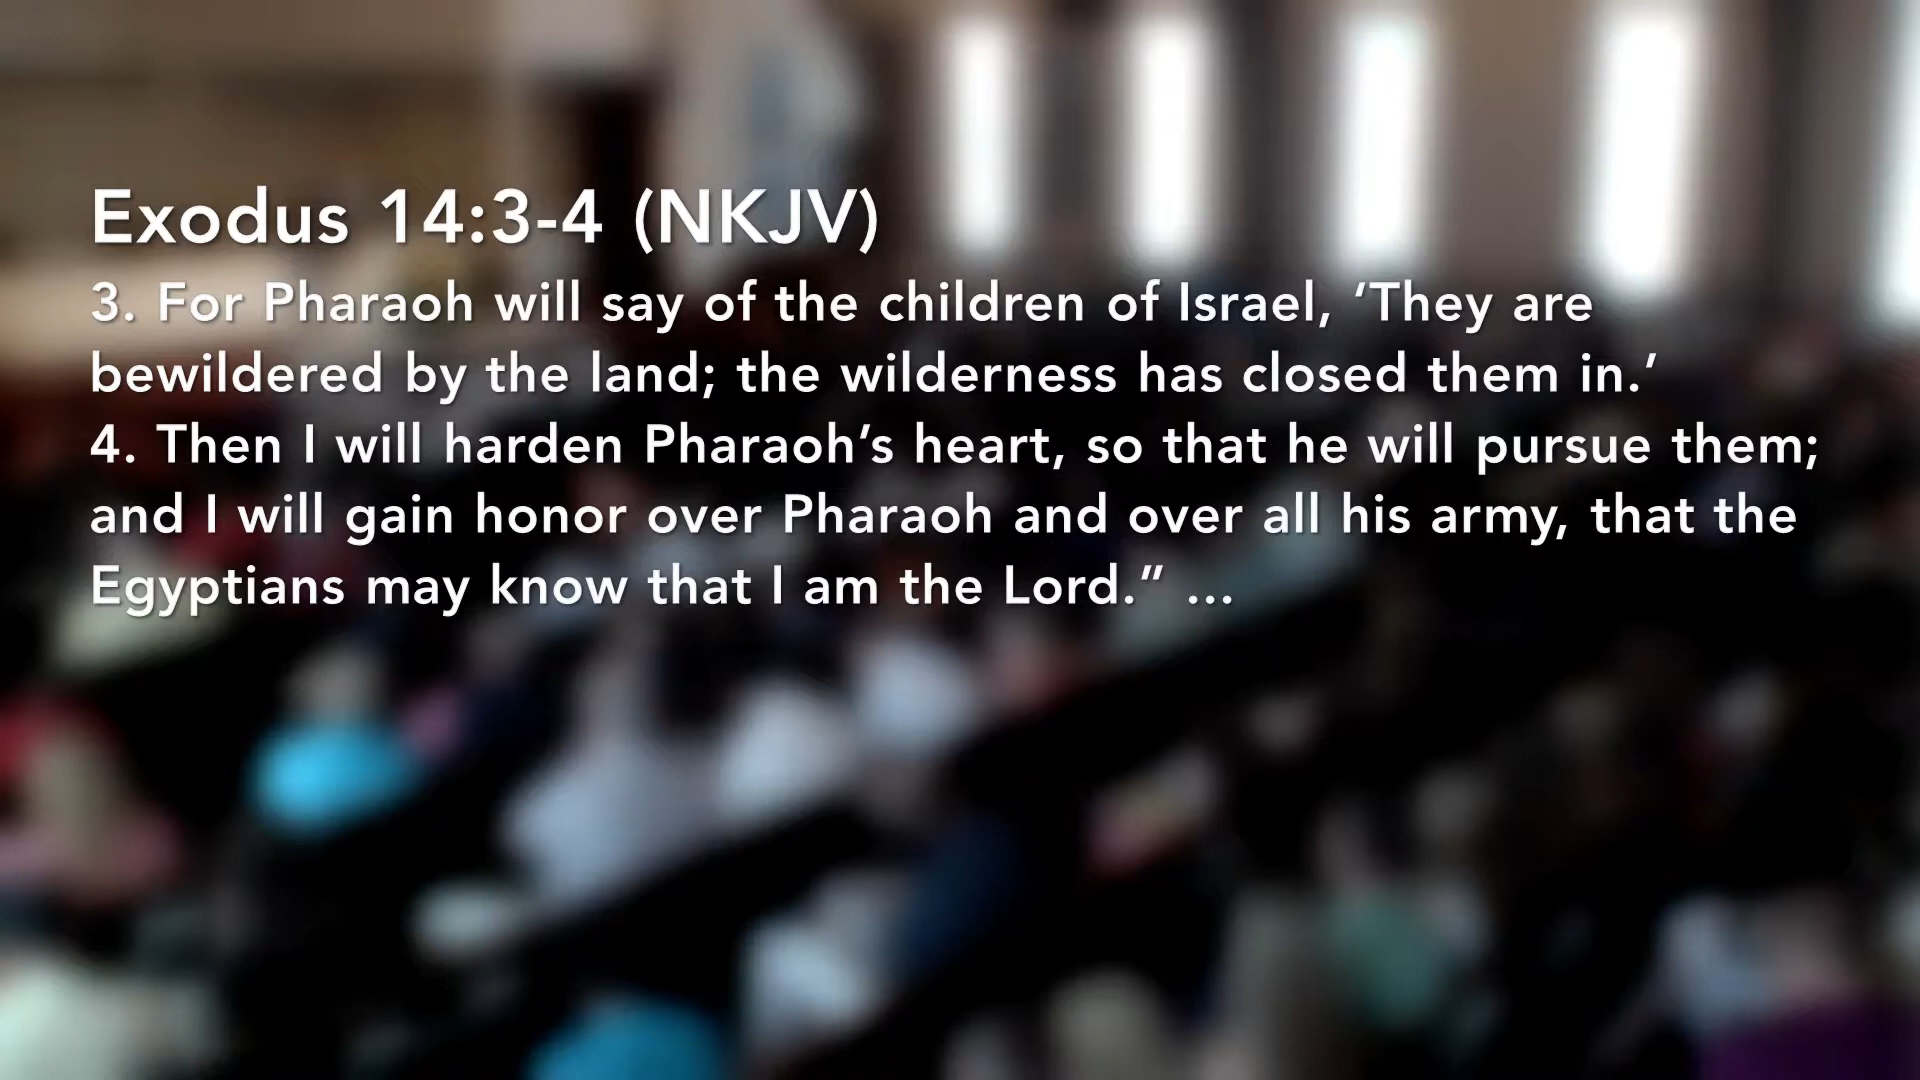 Exodus 14:3-4 (NKJV)
3. For Pharaoh will say of the children of Israel, ‘They are
bewildered by the land; the wilderness has closed them in.’
4. Then I will harden Pharaoh’s heart, so that he will pursue them;
and I will gain honor over Pharaoh and over all his army, that the
Egyptians may know that I am the Lord.” ...